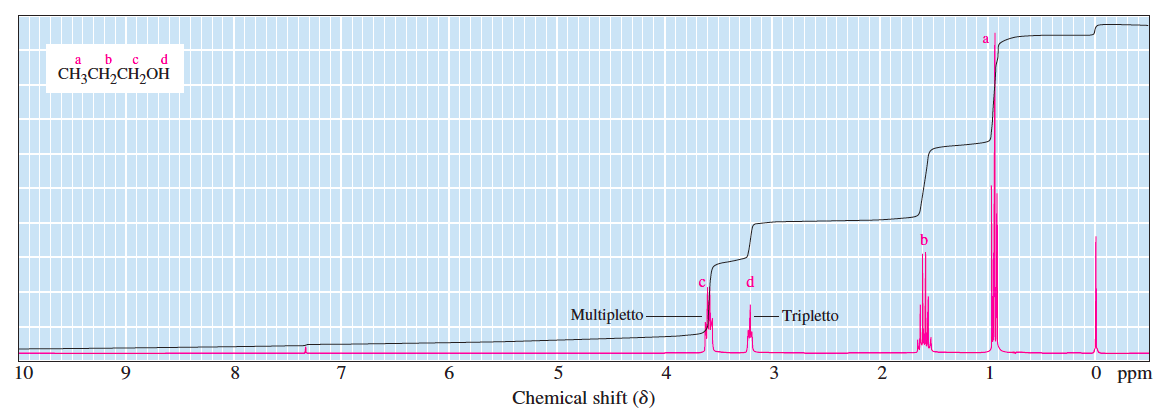 a b c d
CH₃CH₂CH₂OH
a
b
c d
Multipletto Tripletto
10 9 8 7 6 5 4 3 2 1 0 ppm
Chemical shift (δ)